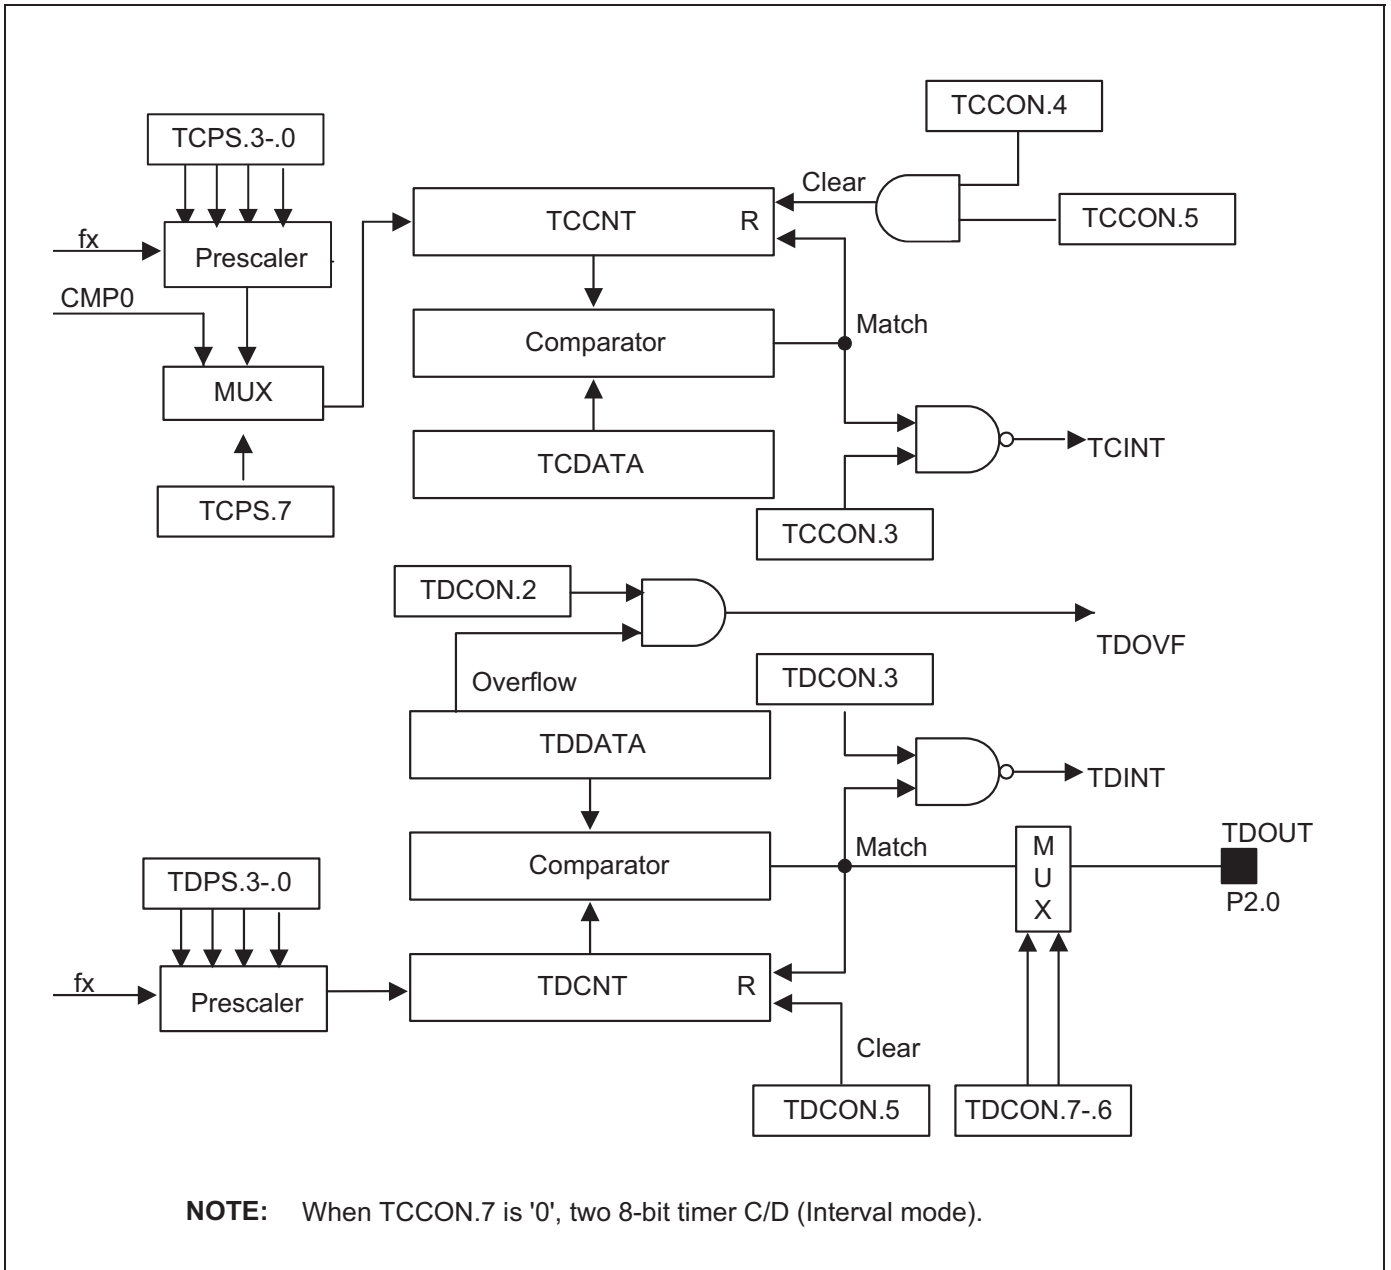 TCCON.4
TCPS.3-.0
Clear
TCCNT R
TCCON.5
fx
Prescaler
CMP0
Match
Comparator
MUX
TCINT
TCDATA
TCPS.7
TCCON.3
TDCON.2
TDOVF
Overflow
TDCON.3
TDDATA
TDINT
TDOUT
Match
M
U
X
Comparator
TDPS.3-.0
P2.0
fx
Prescaler
TDCNT R
Clear
TDCON.5
TDCON.7-.6
NOTE: When TCCON.7 is '0', two 8-bit timer C/D (Interval mode).